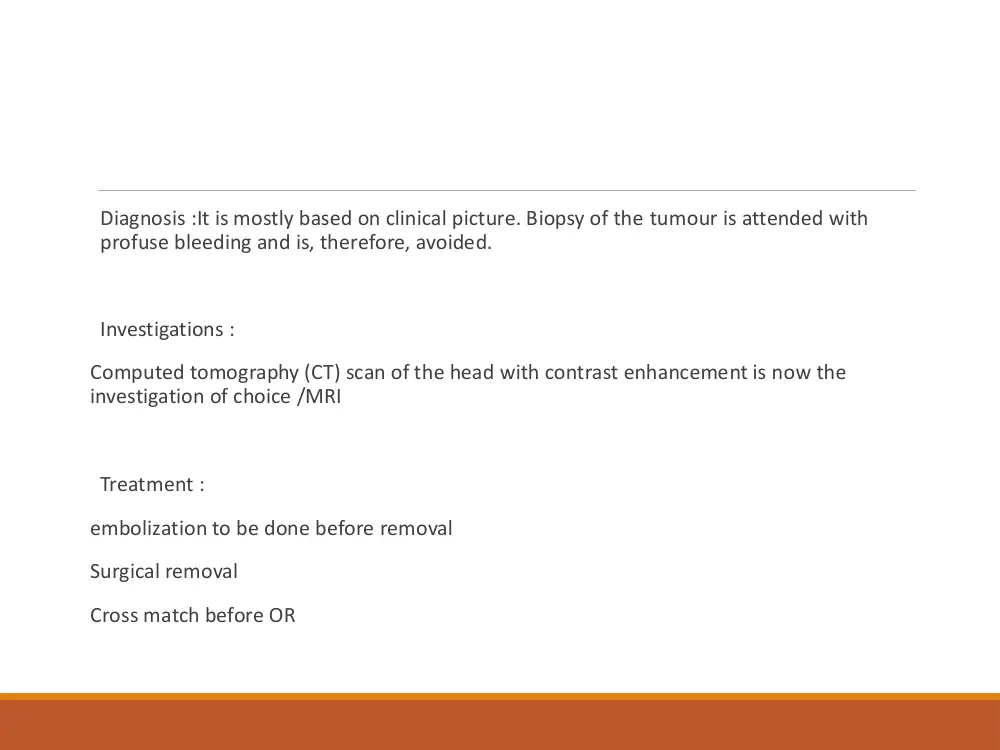 Diagnosis :It is mostly based on clinical picture. Biopsy of the tumour is attended with
profuse bleeding and is, therefore, avoided.
Investigations :
Computed tomography (CT) scan of the head with contrast enhancement is now the
investigation of choice /MRI
Treatment :
embolization to be done before removal
Surgical removal
Cross match before OR